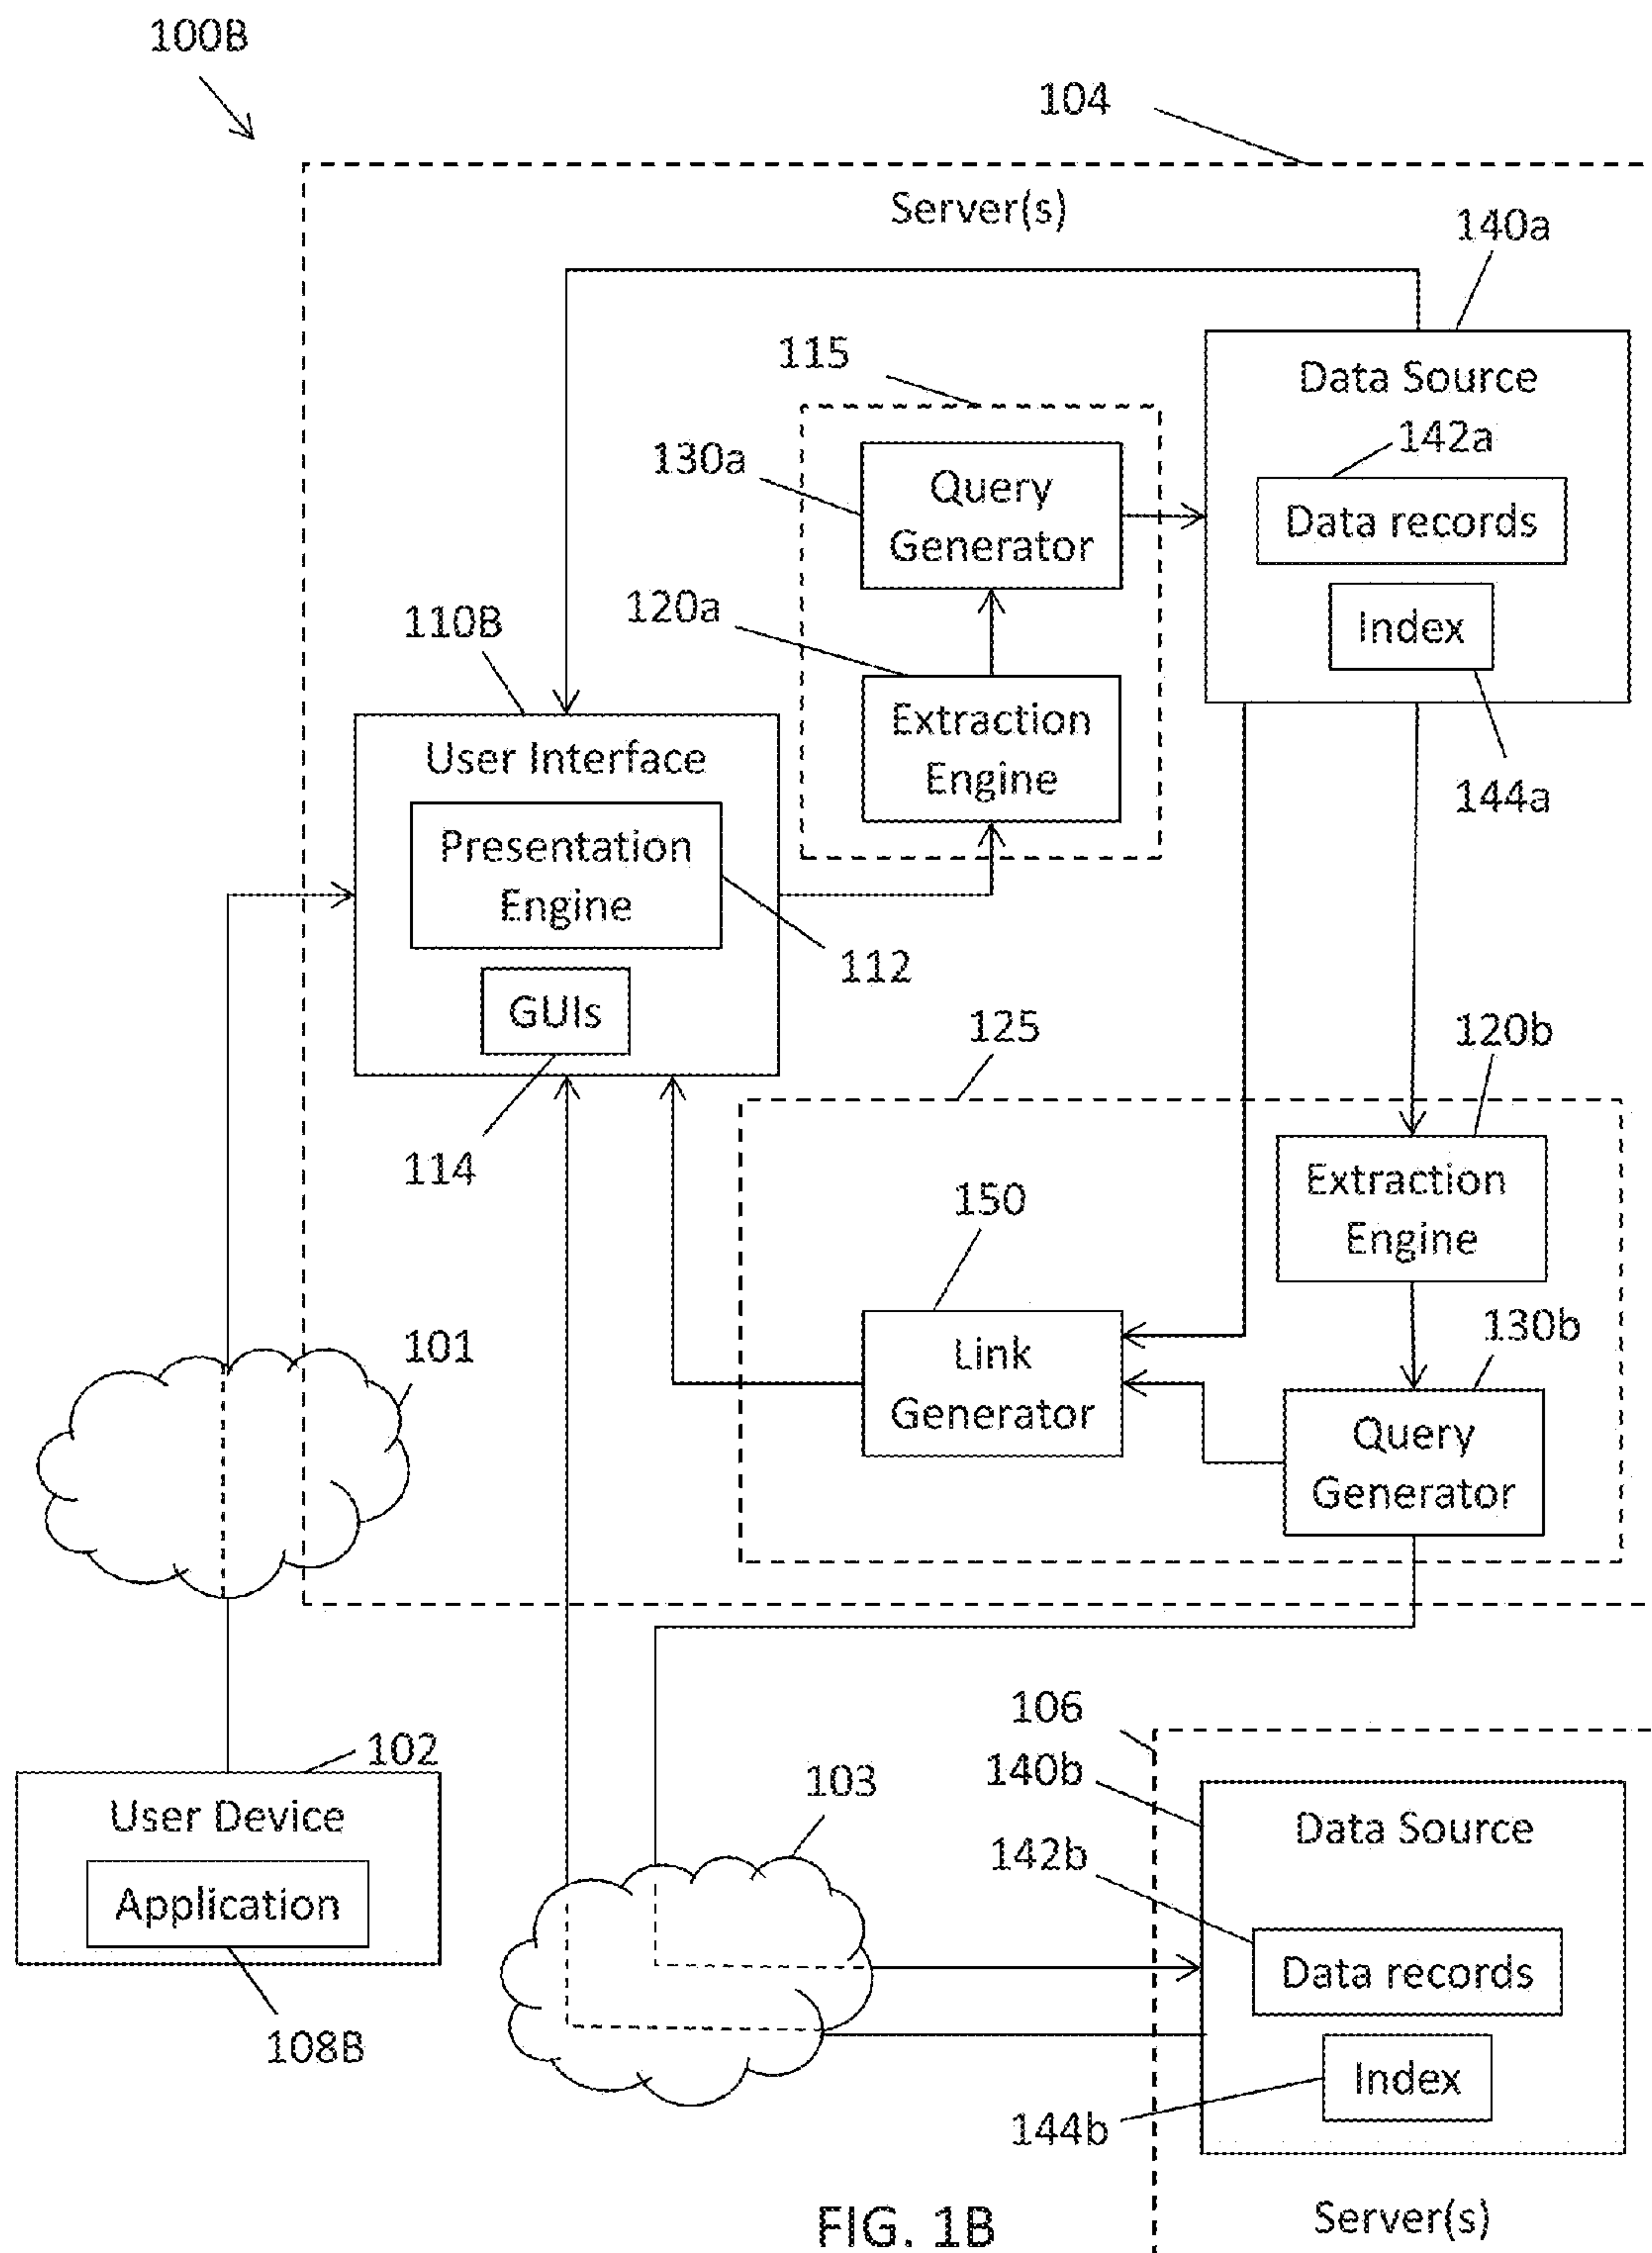 100B
104
Server(s)
140a
115
Data Source
142a
130a
Query
Generator
Data records
120a
Index
110B
Extraction
Engine
144a
User Interface
Presentation
Engine
112
GUIs
125
120b
114
Extraction
Engine
150
130b
101
Link
Generator
Query
Generator
106
102
140b
103
User Device
Data Source
142b
Application
Data records
108B
Index
144b
FIG. 1B
Server(s)